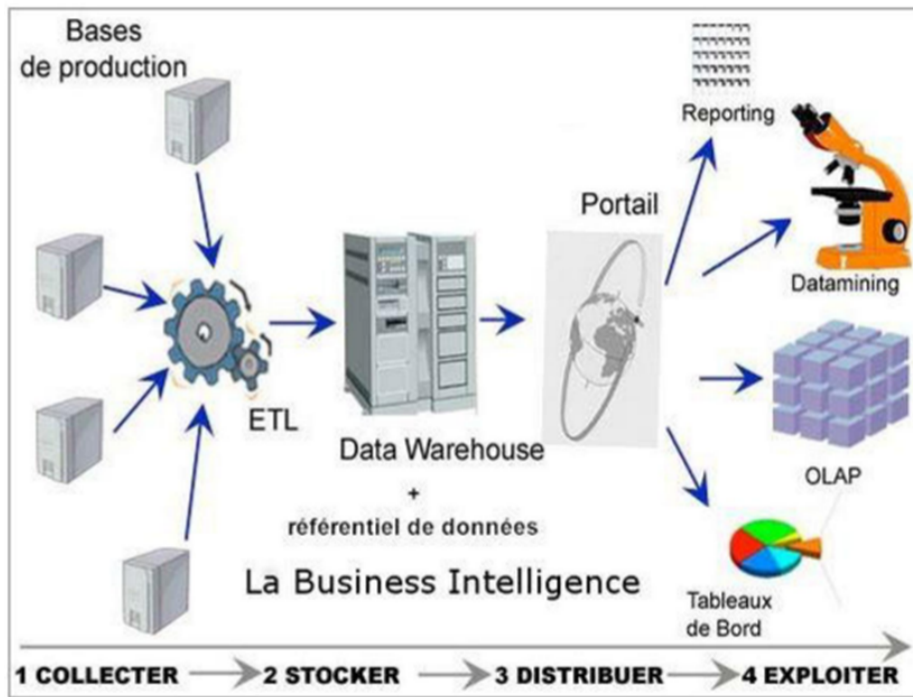 Bases
de production
Reporting
Portail
Datamining
ETL
Data Warehouse
+
référentiel de données
OLAP
La Business Intelligence
Tableaux
de Bord
1 COLLECTER
2 STOCKER
3 DISTRIBUER
4 EXPLOITER